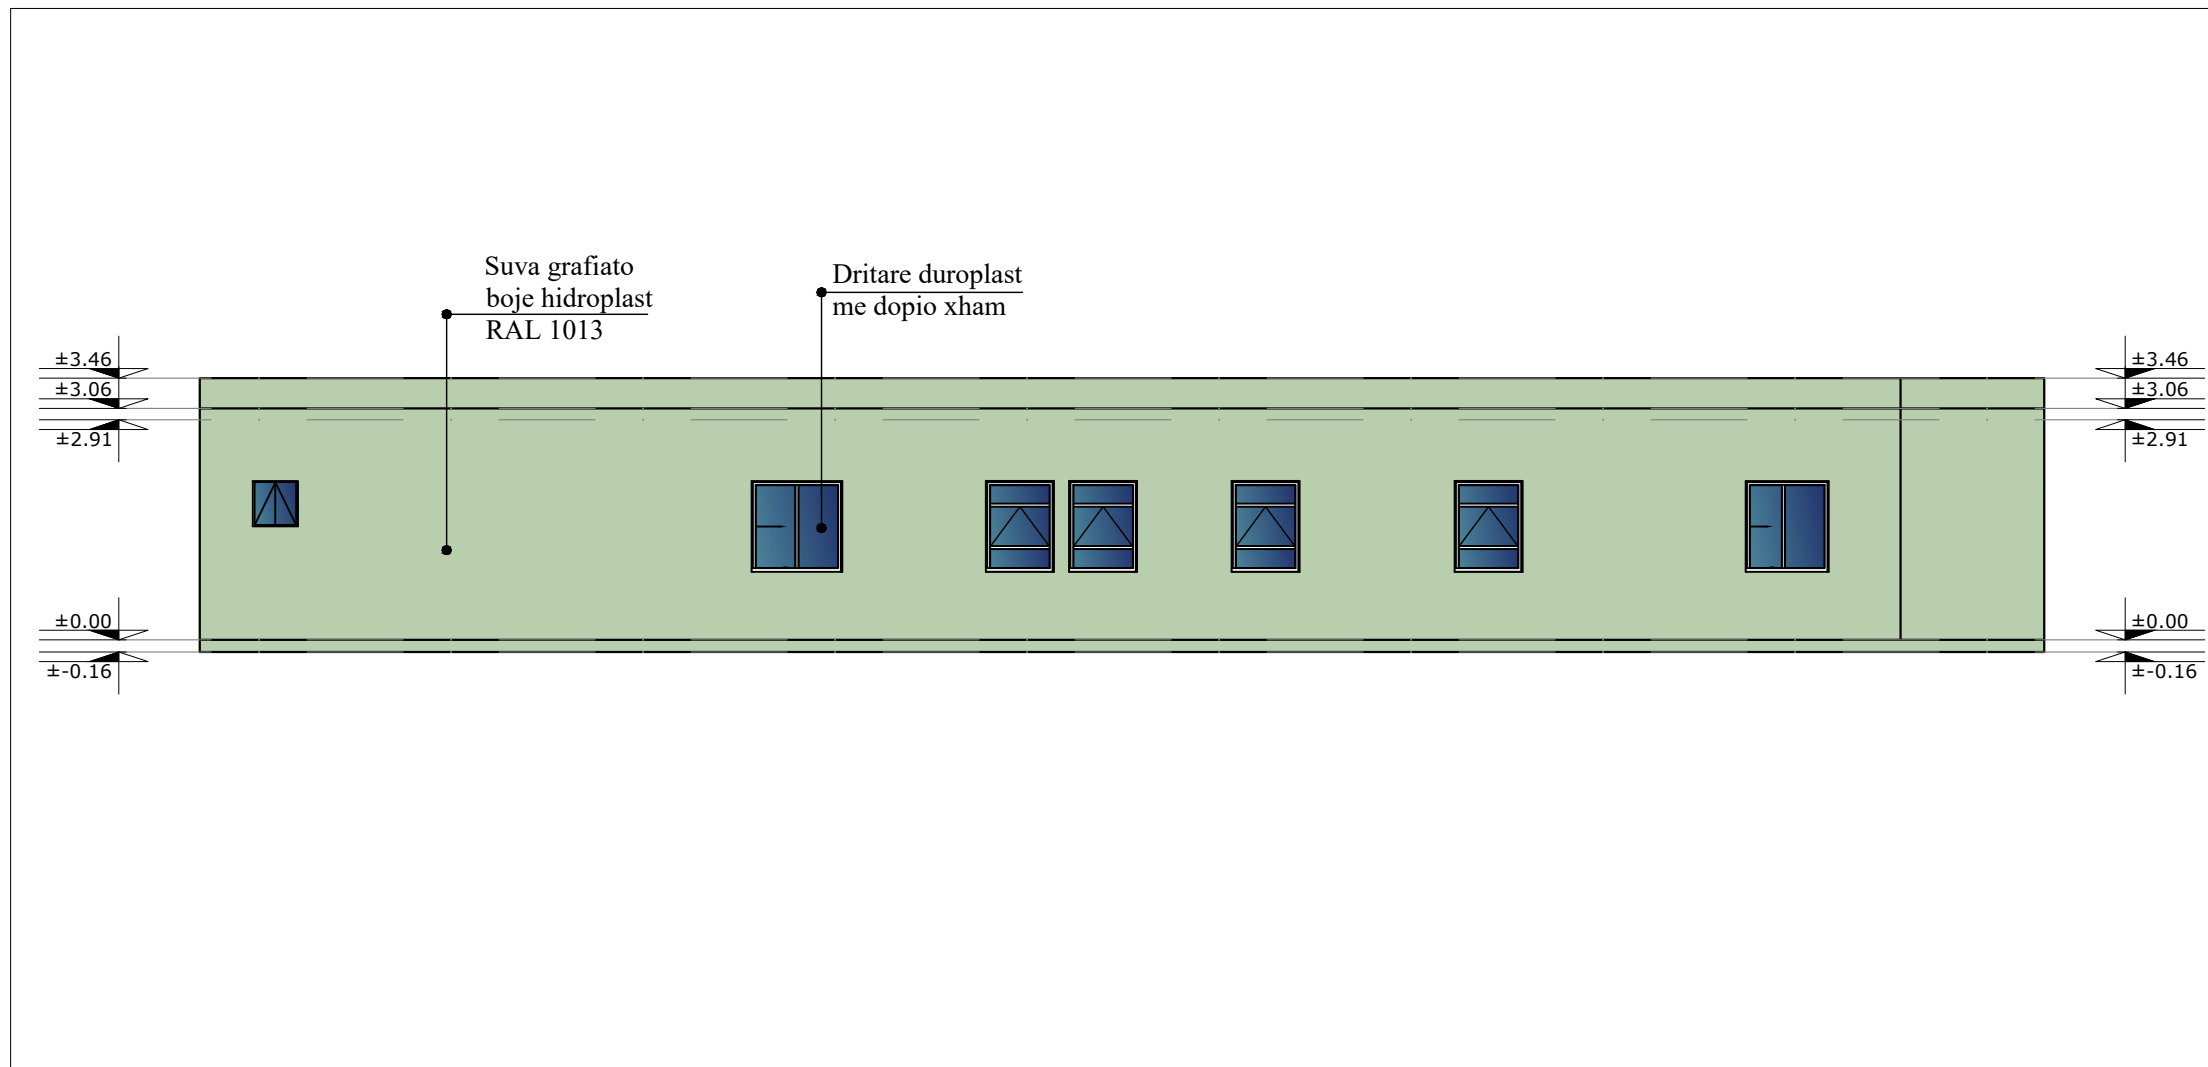 Suva grafiato
boje hidroplast
RAL 1013
Dritare duroplast
me dopio xham
±3.46
±3.06
±2.91
±0.00
±-0.16
±3.46
±3.06
±2.91
±0.00
±-0.16